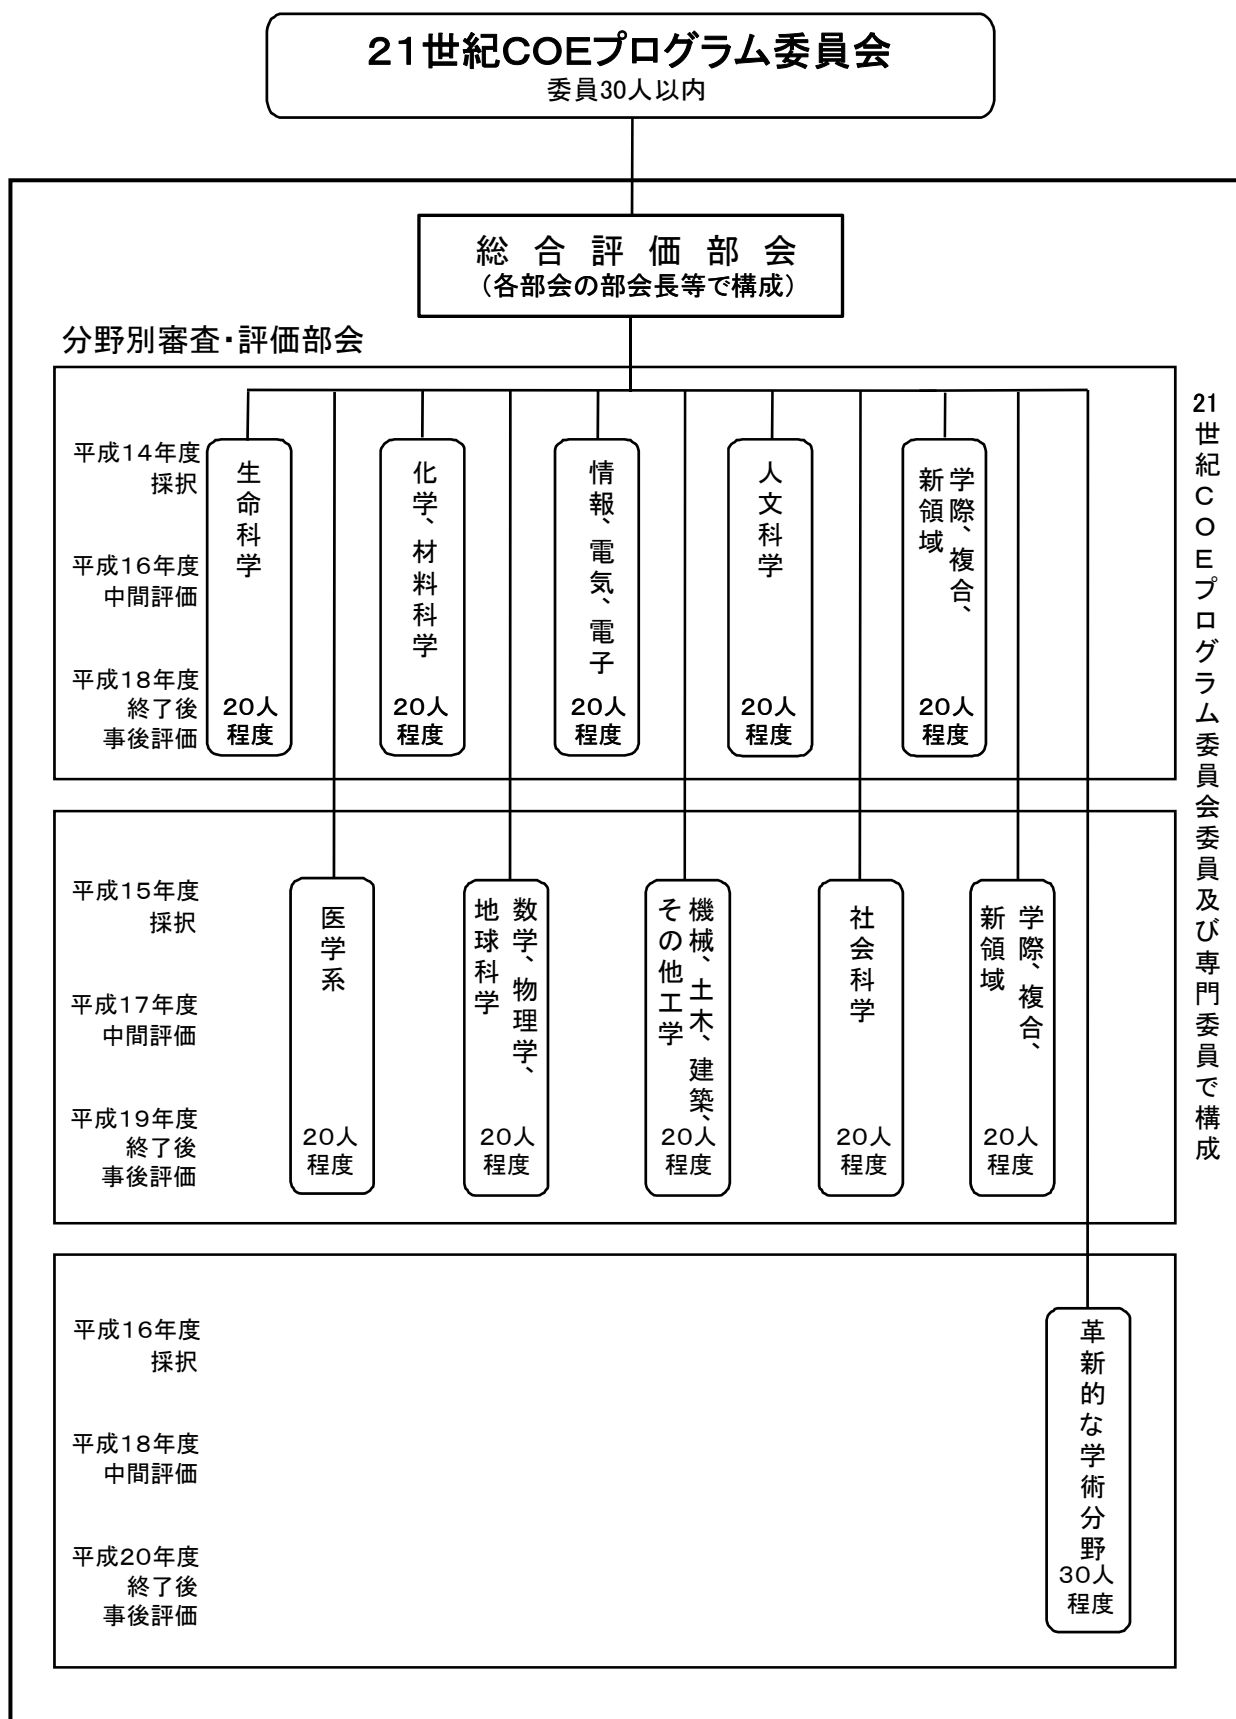 21世紀COEプログラム委員会
委員30人以内
総合評価部会
（各部会の部会長等で構成）
分野別審査・評価部会
平成14年度
採択
平成16年度
中間評価
平成18年度
終了後
事後評価
生命科学
20人
程度
化学、材料科学
20人
程度
情報、電気、電子
20人
程度
人文科学
20人
程度
学際、複合、
新領域
20人
程度
平成15年度
採択
平成17年度
中間評価
平成19年度
終了後
事後評価
医学系
20人
程度
数学、物理学、
地球科学
20人
程度
機械、土木、建築、
その他工学
20人
程度
社会科学
20人
程度
学際、複合、
新領域
20人
程度
平成16年度
採択
平成18年度
中間評価
平成20年度
終了後
事後評価
革新的な学術分野
30人
程度
21世紀COEプログラム委員会委員及び専門委員で構成